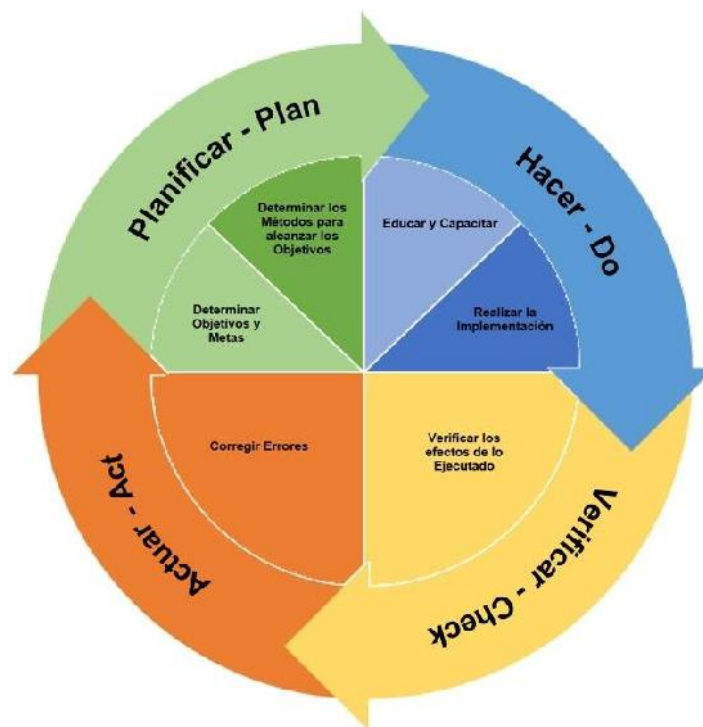 Planificar - Plan
Hacer - Do
Determinar los
Métodos para
alcanzar los
Objetivos
Educar y Capacitar
Determinar
Objetivos y
Metas
Realizar la
Implementación
Corregir Errores
Verificar los
efectos de lo
Ejecutado
Actuar - Act
Verificar - Check